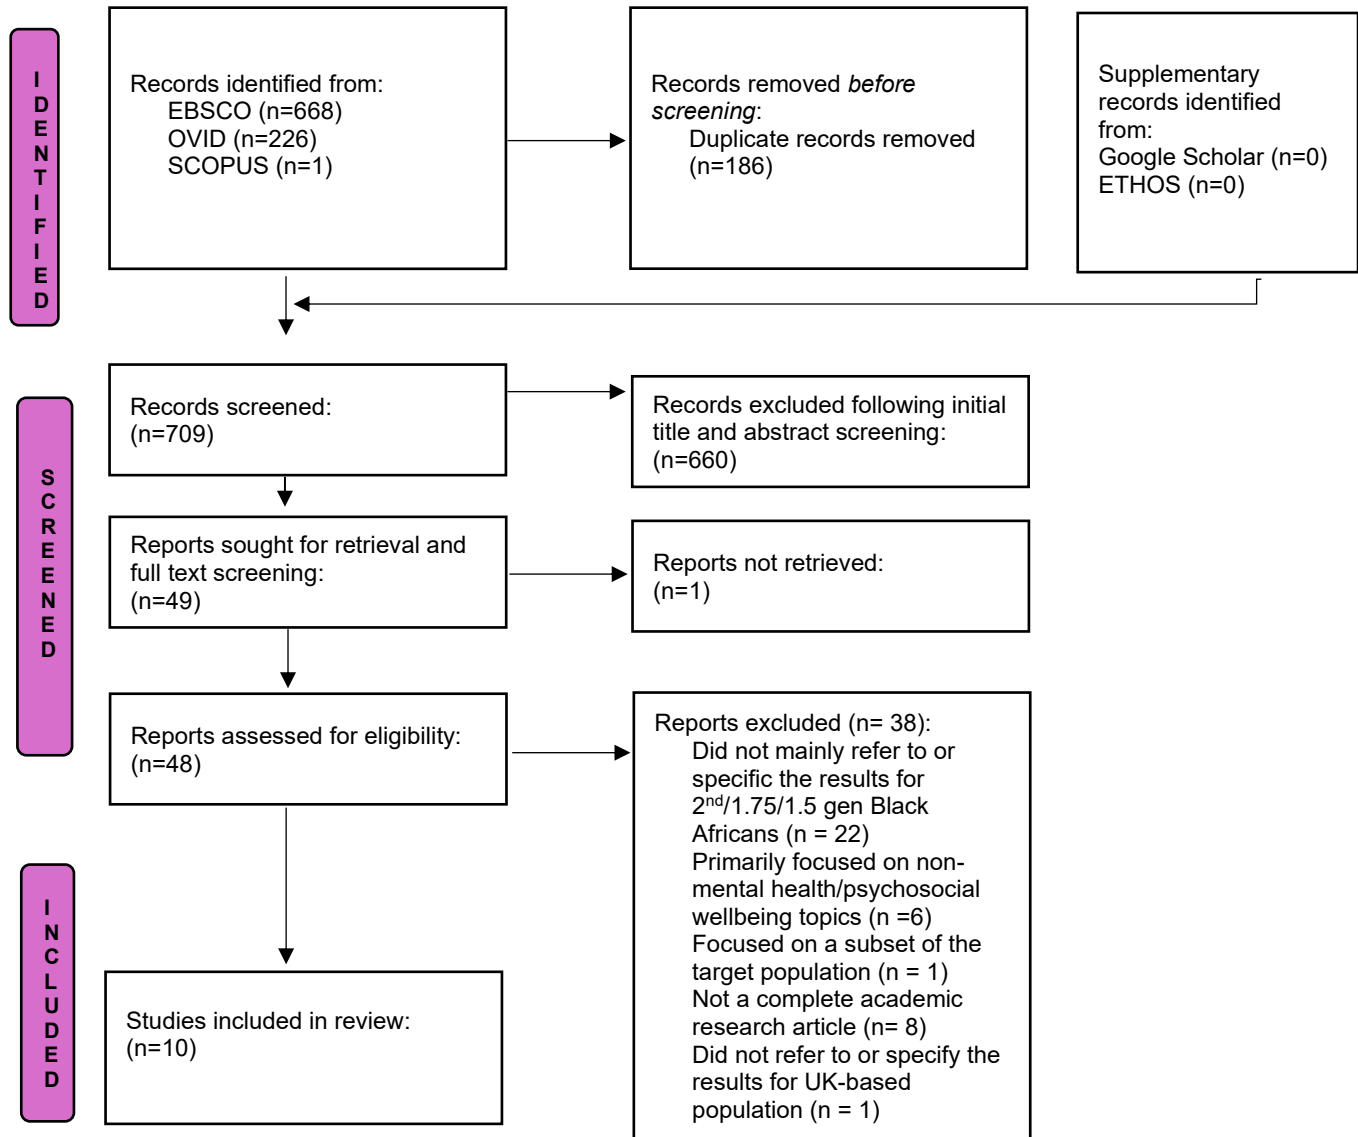 IDENTIFIED
Records identified from:
EBSCO (n=668)
OVID (n=226)
SCOPUS (n=1)
Records removed before
screening:
Duplicate records removed
(n=186)
Supplementary
records identified
from:
Google Scholar (n=0)
ETHOS (n=0)
SCREENED
Records screened:
(n=709)
Records excluded following initial
title and abstract screening:
(n=660)
Reports sought for retrieval and
full text screening:
(n=49)
Reports not retrieved:
(n=1)
Reports assessed for eligibility:
(n=48)
Reports excluded (n= 38):
Did not mainly refer to or
specific the results for
2nd/1.75/1.5 gen Black
Africans (n = 22)
Primarily focused on non-
mental health/psychosocial
wellbeing topics (n =6)
Focused on a subset of the
target population (n = 1)
Not a complete academic
research article (n= 8)
Did not refer to or specify the
results for UK-based
population (n = 1)
INCLUDED
Studies included in review:
(n=10)